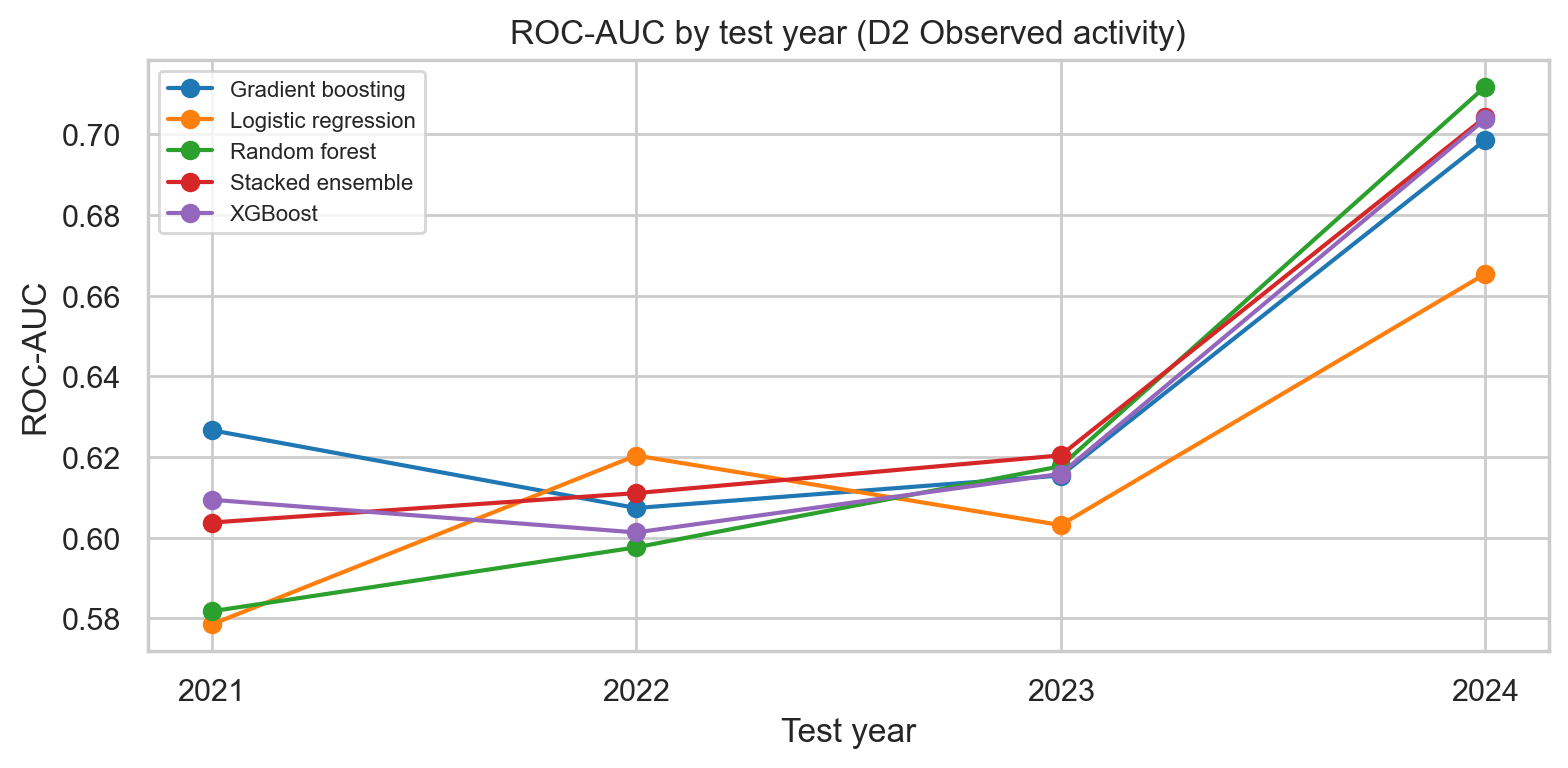 ROC-AUC by test year (D2 Observed activity)
Gradient boosting
Logistic regression
Random forest
Stacked ensemble
XGBoost
ROC-AUC
0.70
0.68
0.66
0.64
0.62
0.60
0.58
2021 2022 2023 2024
Test year